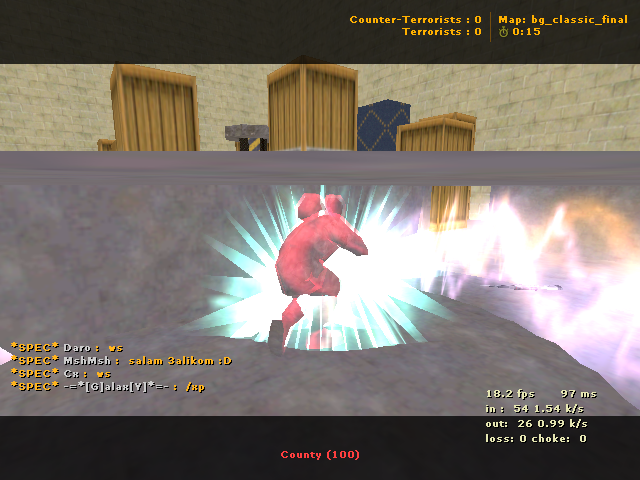 Counter-Terrorists : 0
Terrorists : 0
Map: bg_classic_final
0:15
*SPEC* Daro : ws
*SPEC* MshMsh : salam 3alikom :D
*SPEC* Cx : ws
*SPEC* -=*[G]alax[Y]*=- : /xp
18.2 fps 97 ms
in : 54 1.54 k/s
out: 26 0.99 k/s
loss: 0 choke: 0
County (100)